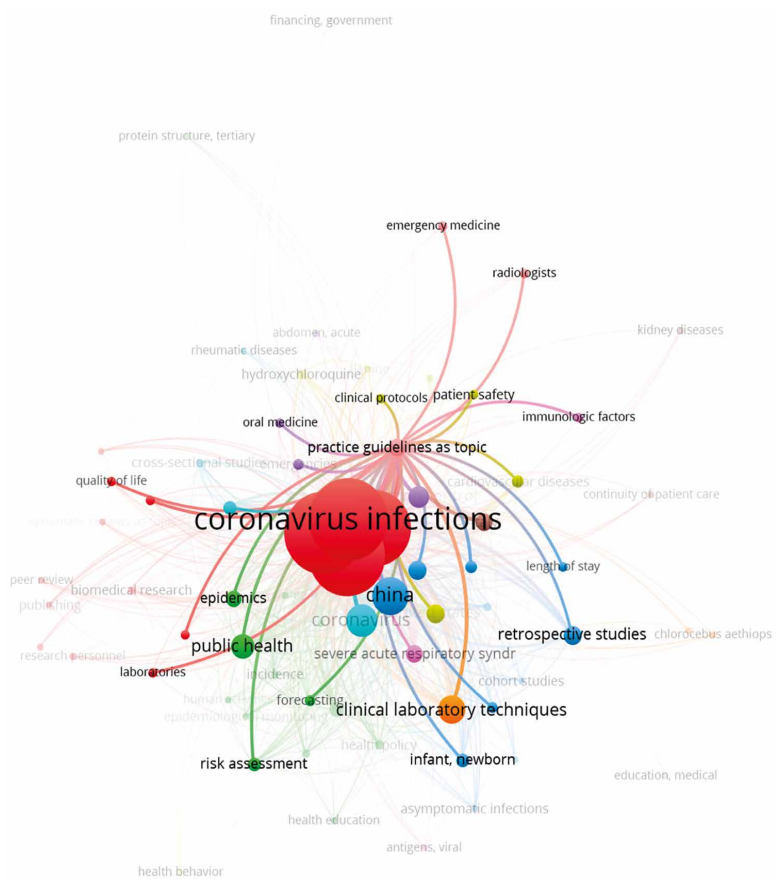 financing, government
protein structure, tertiary
emergency medicine
radiologists
abdomen, acute
kidney diseases
rheumatic diseases
hydroxychloroquine
clinical protocols
patient safety
oral medicine
immunologic factors
practice guidelines as topic
cross-sectional studies
emergencies
quality of life
cardiovascular diseases
continuity of patient care
coronavirus infections
length of stay
peer review
biomedical research
publishing
epidemics
china
coronavirus
retrospective studies
chlorocebus aethiops
public health
research personnel
severe acute respiratory syndr
laboratories
incidence
cohort studies
forecasting
clinical laboratory techniques
epidemiological monitoring
health policy
risk assessment
infant, newborn
education, medical
asymptomatic infections
health education
antigens, viral
health behavior